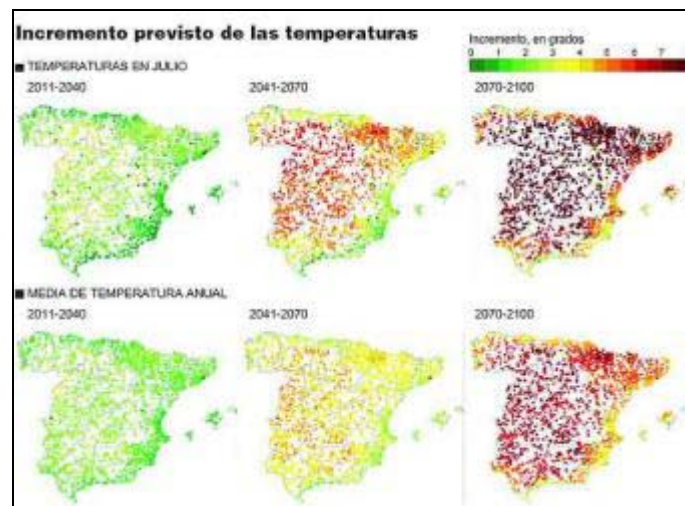 Incremento previsto de las temperaturas
Incremento, en grados
0 1 2 3 4 5 6 7
■ TEMPERATURAS EN JULIO
2011-2040 2041-2070 2070-2100
■ MEDIA DE TEMPERATURA ANUAL
2011-2040 2041-2070 2070-2100